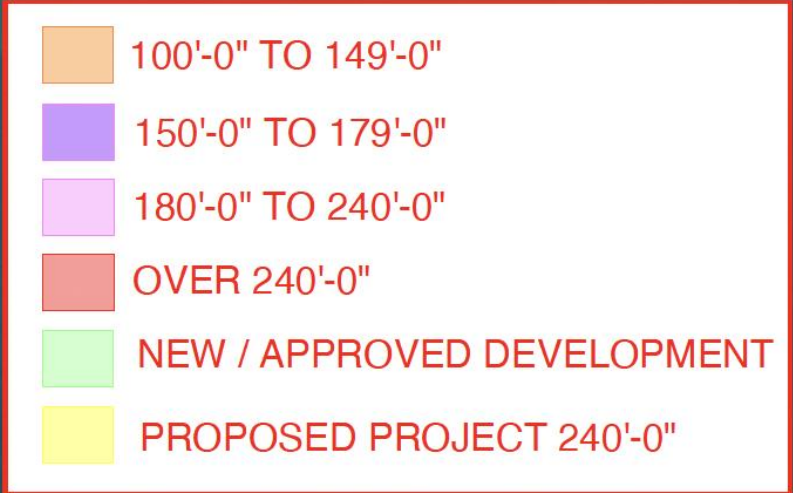 100'-0" TO 149'-0"
150'-0" TO 179'-0"
180'-0" TO 240'-0"
OVER 240'-0"
NEW / APPROVED DEVELOPMENT
PROPOSED PROJECT 240'-0"